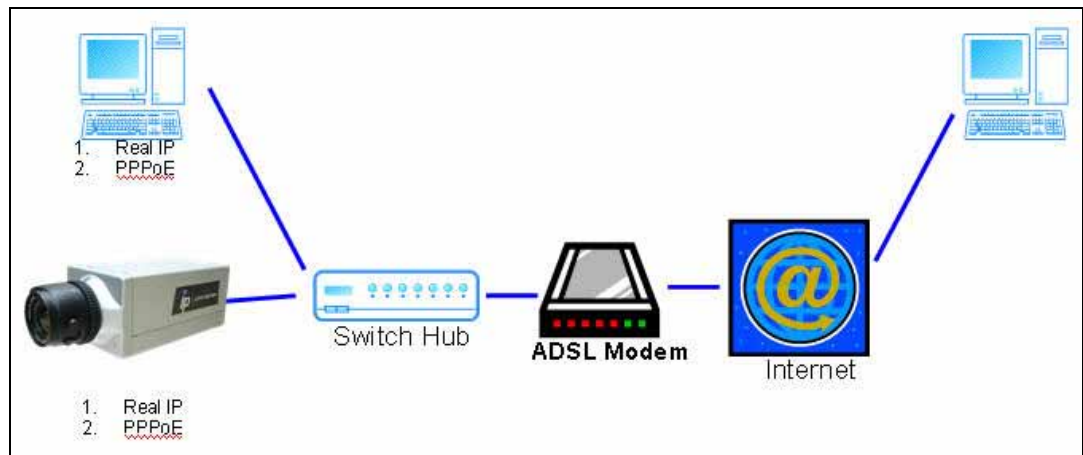 1. Real IP
2. PPPoE
Switch Hub
ADSL Modem
Internet
1. Real IP
2. PPPoE